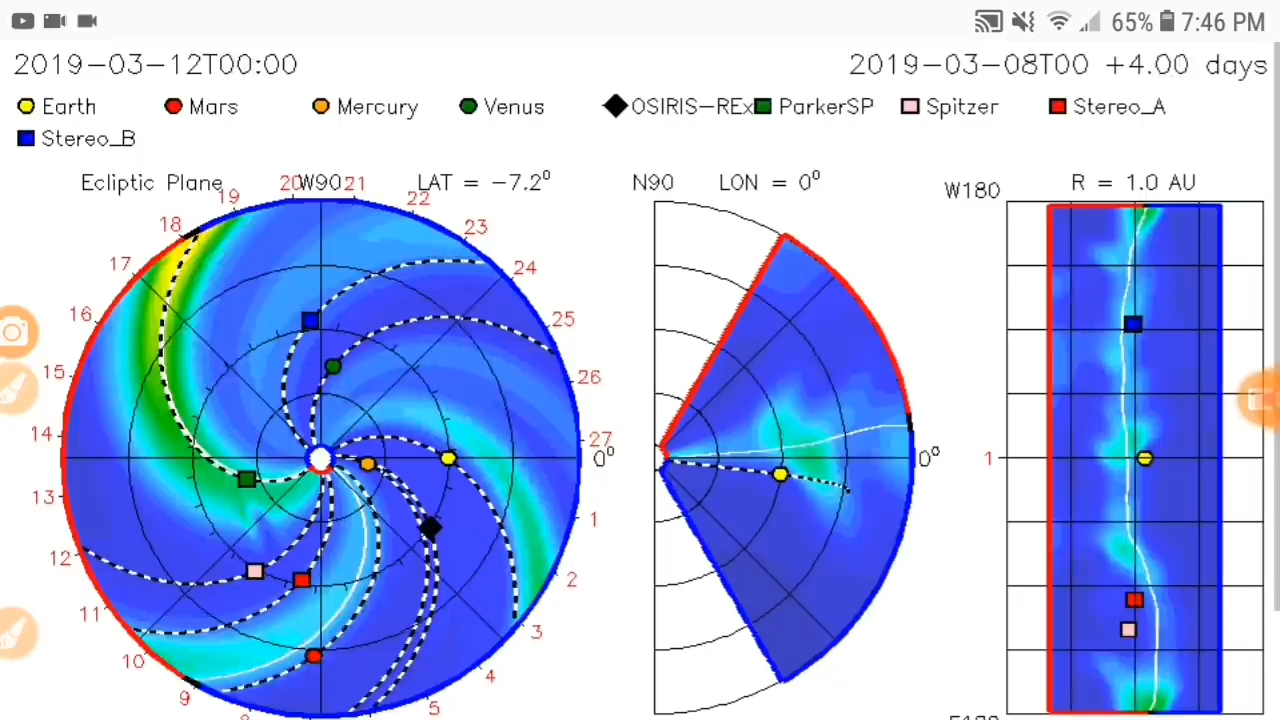 65% 7:46 PM
2019-03-12T00:00 2019-03-08T00 +4.00 days
Earth Mars Mercury Venus OSIRIS-REx ParkerSP Spitzer Stereo_A
Stereo_B
Ecliptic Plane W90 LAT = -7.2° N90 LON = 0° W180 R = 1.0 AU
20 21
19 22
18 23
17 24
16 25
15 26
14 27 0° 0° 1
13 1
12 2
11 3
10 4
9 5